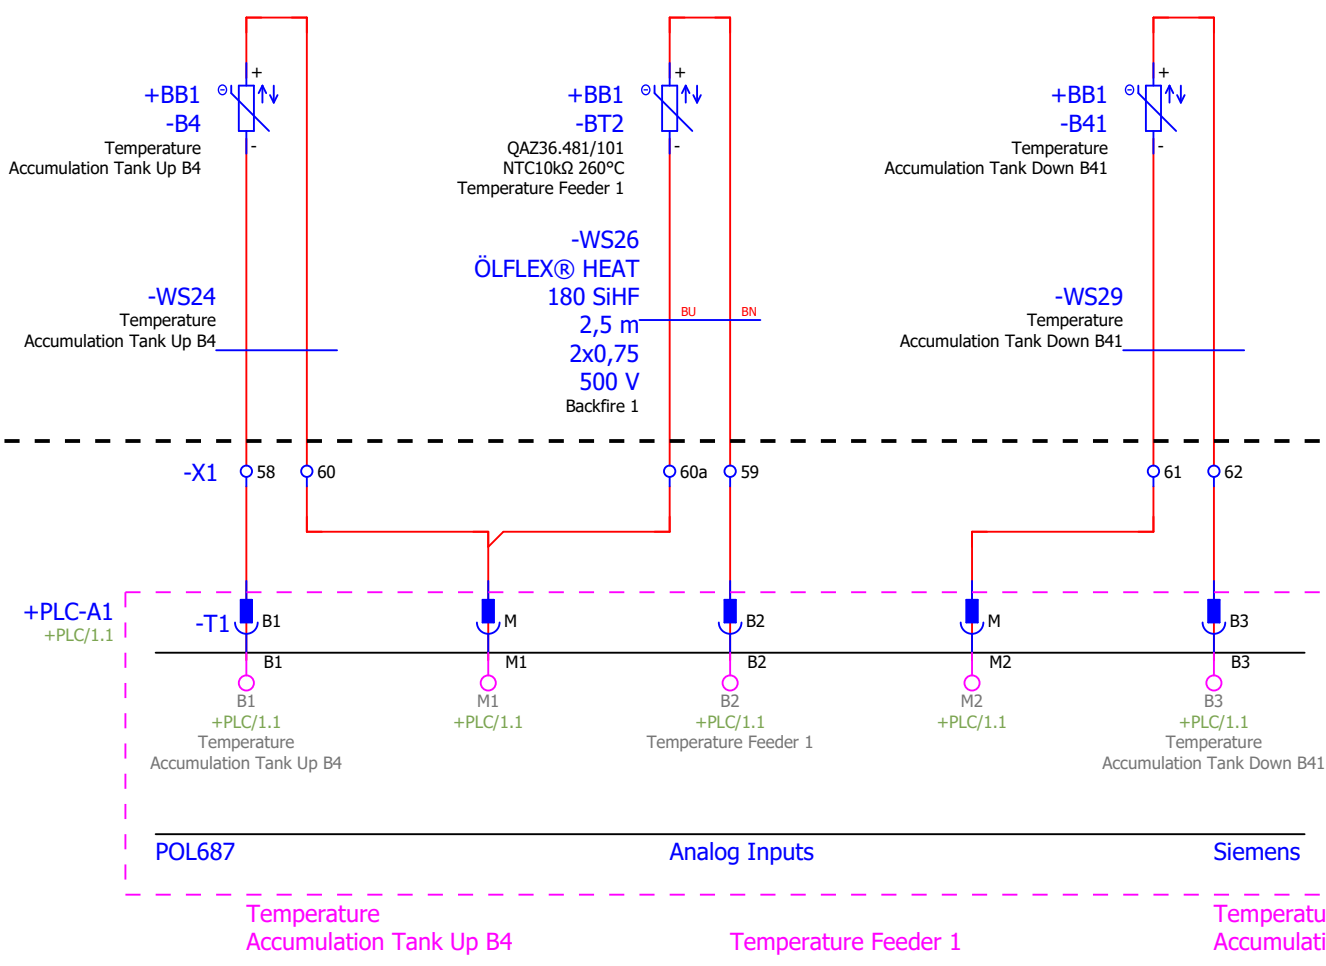 +BB1
-B4
Temperature
Accumulation Tank Up B4
+
-
+BB1
-BT2
QAZ36.481/101
NTC10kΩ 260°C
Temperature Feeder 1
+
-
+BB1
-B41
Temperature
Accumulation Tank Down B41
+
-
-WS24
Temperature
Accumulation Tank Up B4
-WS26
ÖLFLEX® HEAT
180 SiHF
2,5 m
2x0,75
500 V
Backfire 1
BU
BN
-WS29
Temperature
Accumulation Tank Down B41
-X1
58
60
60a
59
61
62
+PLC-A1
+PLC/1.1
-T1
B1
M
B2
M
B3
B1
M1
B2
M2
B3
B1
+PLC/1.1
Temperature
Accumulation Tank Up B4
M1
+PLC/1.1
B2
+PLC/1.1
Temperature Feeder 1
M2
+PLC/1.1
B3
+PLC/1.1
Temperature
Accumulation Tank Down B41
POL687
Analog Inputs
Siemens
Temperature
Accumulation Tank Up B4
Temperature Feeder 1
Temperatu
Accumulati